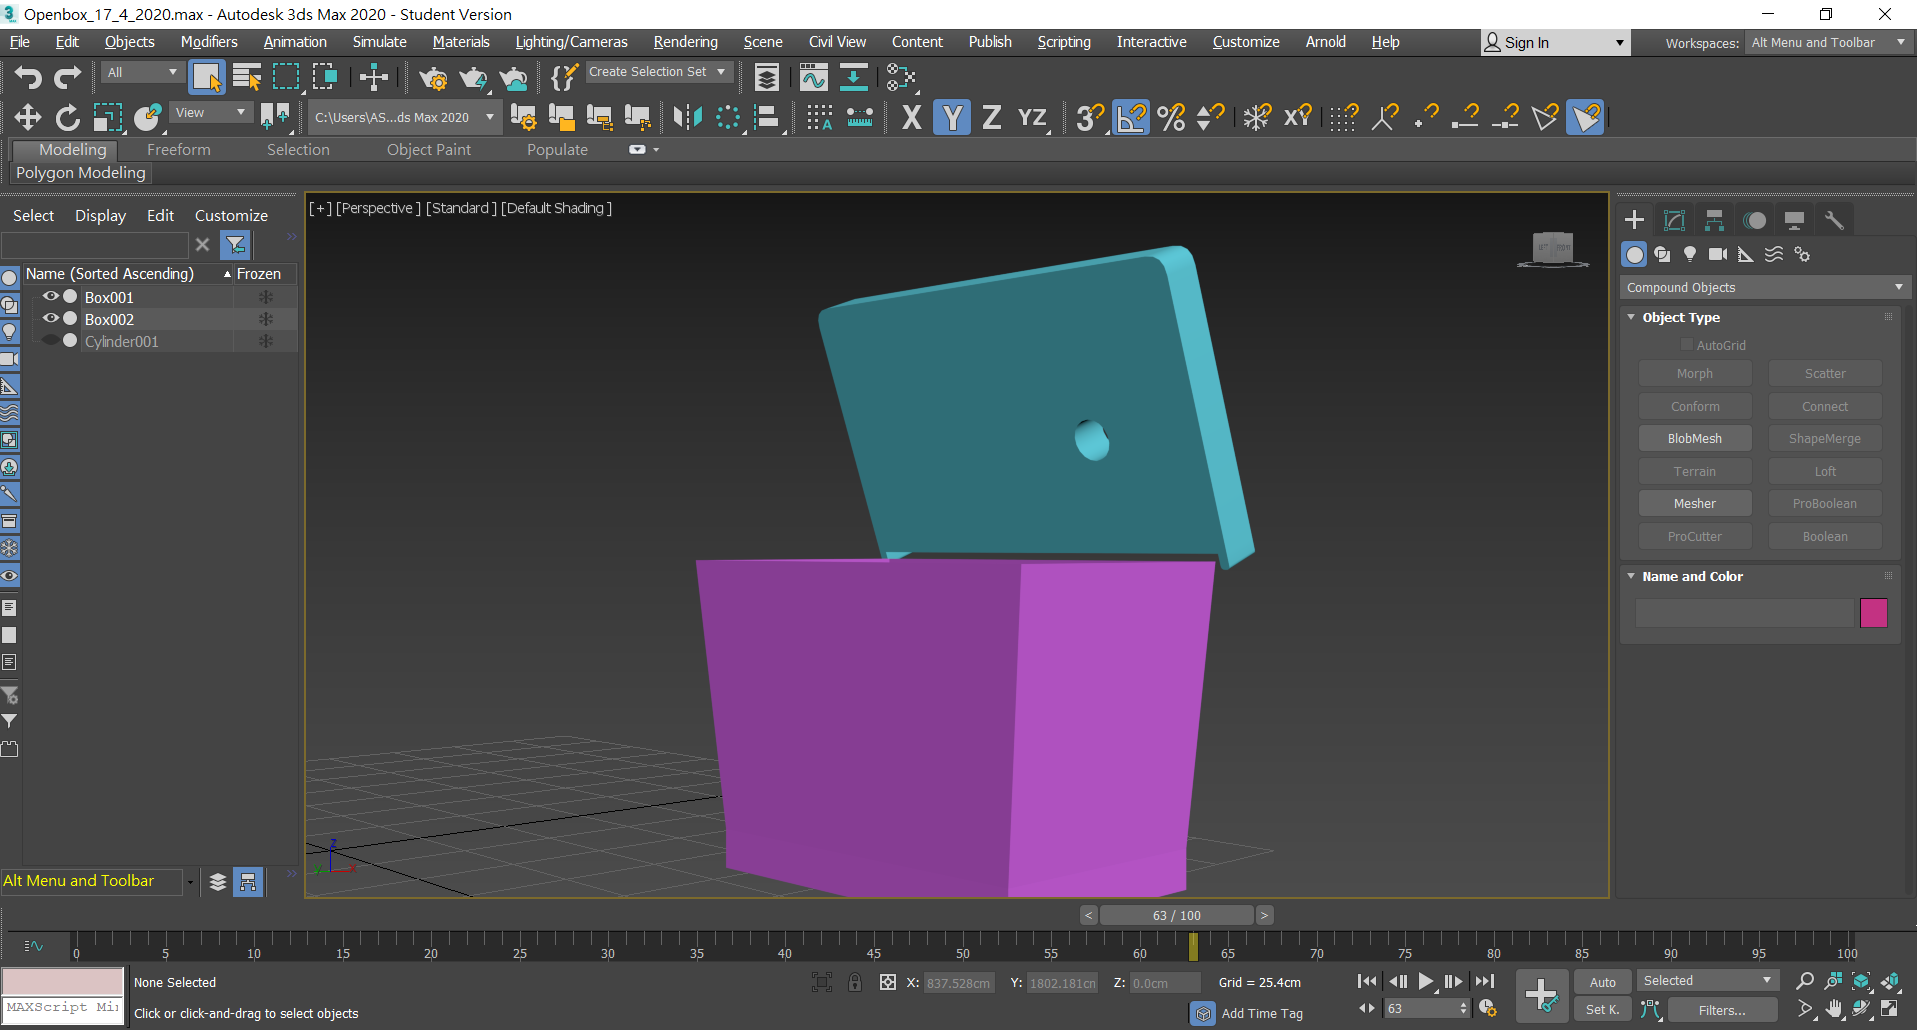 Openbox_17_4_2020.max - Autodesk 3ds Max 2020 - Student Version
File Edit Objects Modifiers Animation Simulate Materials Lighting/Cameras Rendering Scene Civil View Content Publish Scripting Interactive Customize Arnold Help
Sign In
Workspaces: Alt Menu and Toolbar
All
Create Selection Set
View
C:\Users\AS...ds Max 2020
X Y Z YZ
3 % XY
Modeling Freeform Selection Object Paint Populate
Polygon Modeling
Select Display Edit Customize
Name (Sorted Ascending) Frozen
Box001
Box002
Cylinder001
[+] [Perspective ] [Standard ] [Default Shading ]
z
y x
Compound Objects
Object Type
AutoGrid
Morph Scatter
Conform Connect
BlobMesh ShapeMerge
Terrain Loft
Mesher ProBoolean
ProCutter Boolean
Name and Color
Alt Menu and Toolbar
< 63 / 100 >
0 5 10 15 20 25 30 35 40 45 50 55 60 65 70 75 80 85 90 95 100
None Selected
X: 837.528cm Y: 1802.181cm Z: 0.0cm Grid = 25.4cm
Auto Selected
MAXScript Mi
Click or click-and-drag to select objects
Add Time Tag
63
Set K. Filters...